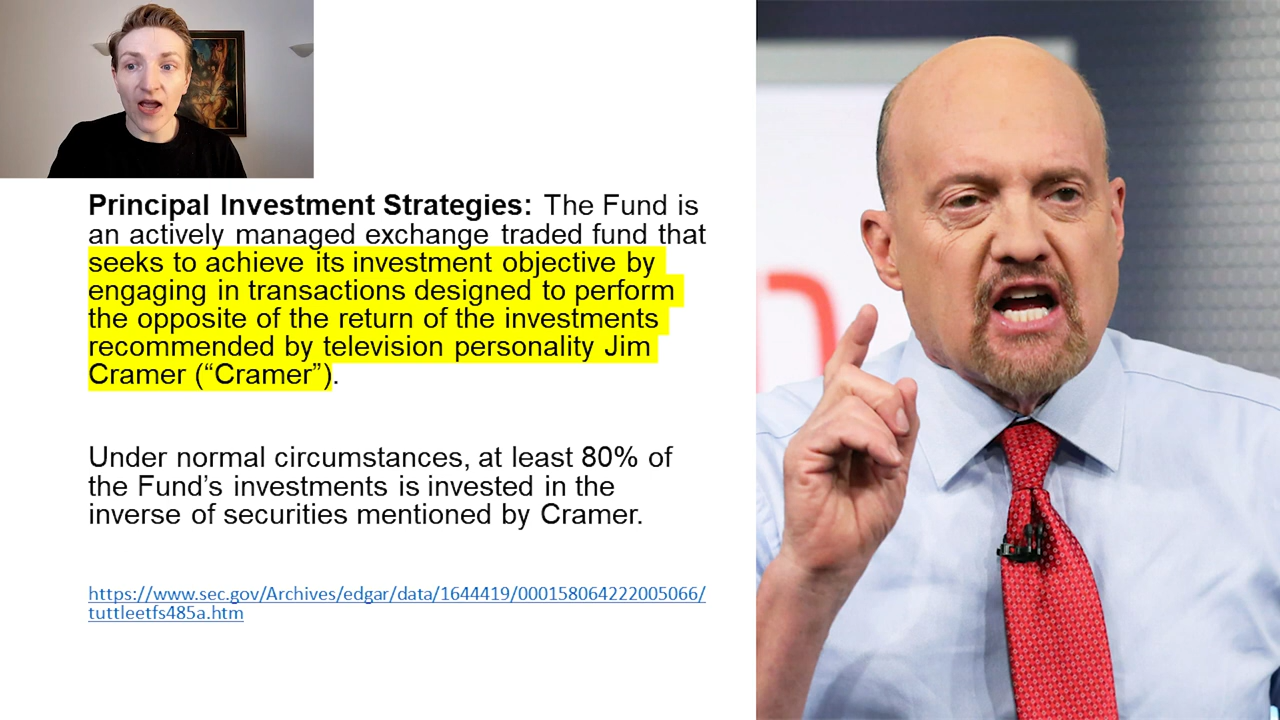 Principal Investment Strategies: The Fund is
an actively managed exchange traded fund that
seeks to achieve its investment objective by
engaging in transactions designed to perform
the opposite of the return of the investments
recommended by television personality Jim
Cramer (“Cramer”).
Under normal circumstances, at least 80% of
the Fund’s investments is invested in the
inverse of securities mentioned by Cramer.
https://www.sec.gov/Archives/edgar/data/1644419/000158064222005066/
tuttleetfs485a.htm